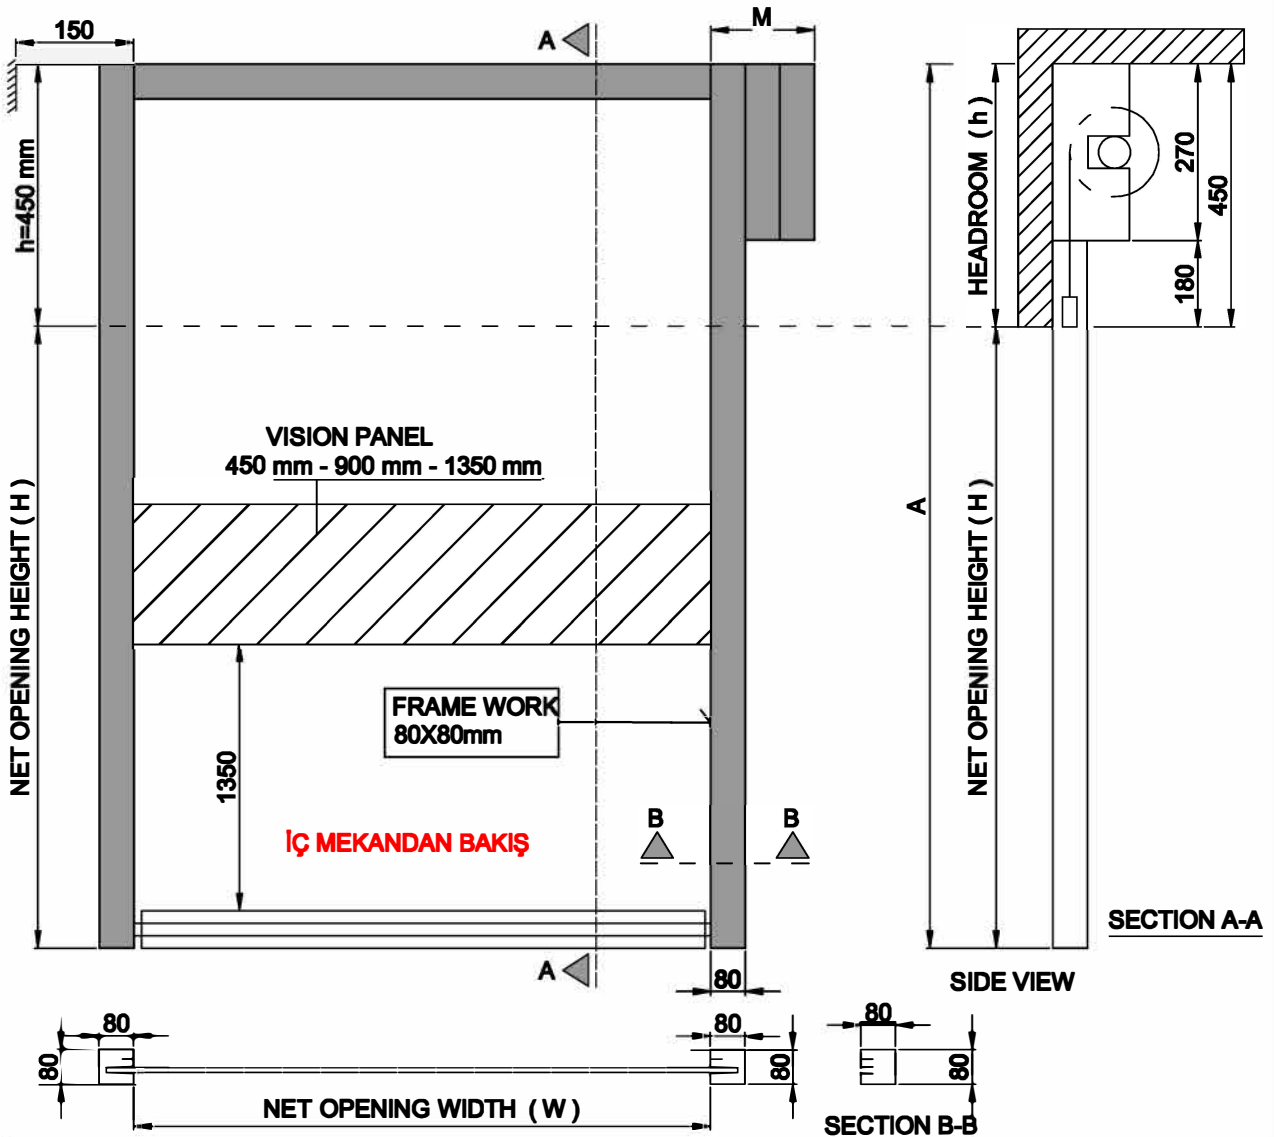 150
A
M
h=450 mm
HEADROOM ( h )
270
450
180
VISION PANEL
450 mm - 900 mm - 1350 mm
NET OPENING HEIGHT ( H )
A
NET OPENING HEIGHT ( H )
FRAME WORK
80X80mm
1350
İÇ MEKANDAN BAKIŞ
B
B
SECTION A-A
A
80
SIDE VIEW
80
80
80
80
80
80
NET OPENING WIDTH ( W )
SECTION B-B